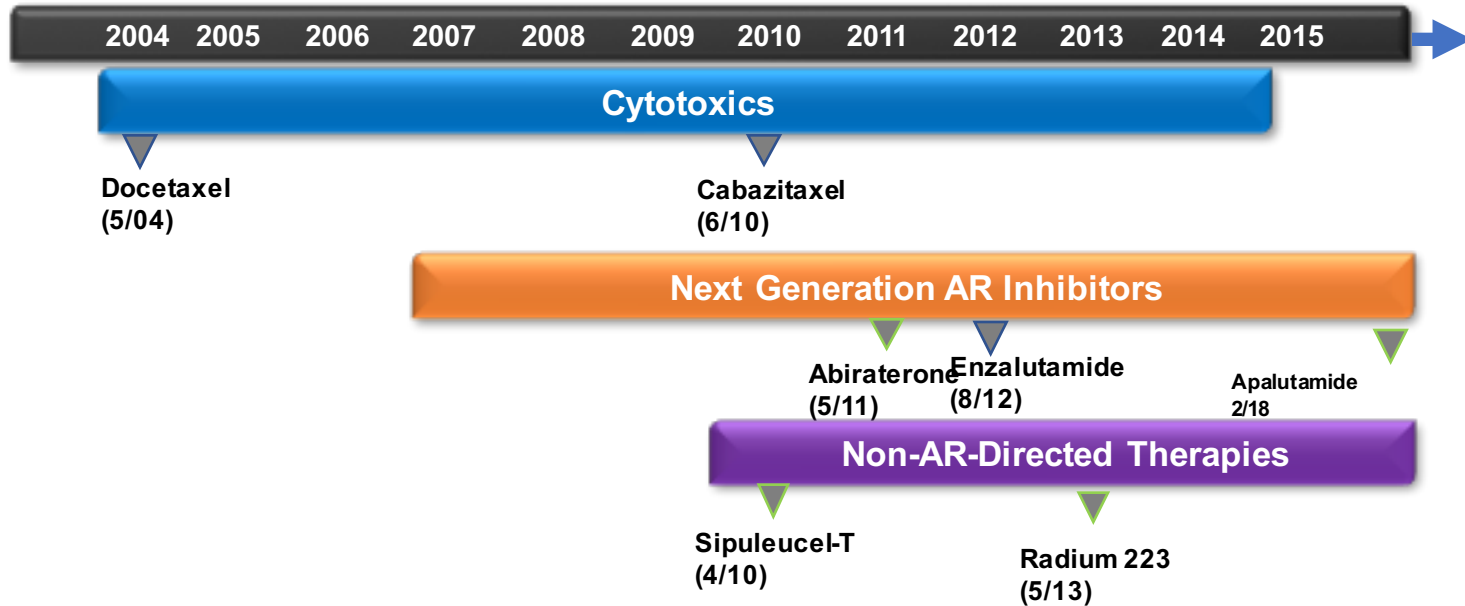 2004 2005 2006 2007 2008 2009 2010 2011 2012 2013 2014 2015
Cytotoxics
Docetaxel
(5/04)
Cabazitaxel
(6/10)
Next Generation AR Inhibitors
Abiraterone
(5/11)
Enzalutamide
(8/12)
Apalutamide
2/18
Non-AR-Directed Therapies
Sipuleucel-T
(4/10)
Radium 223
(5/13)